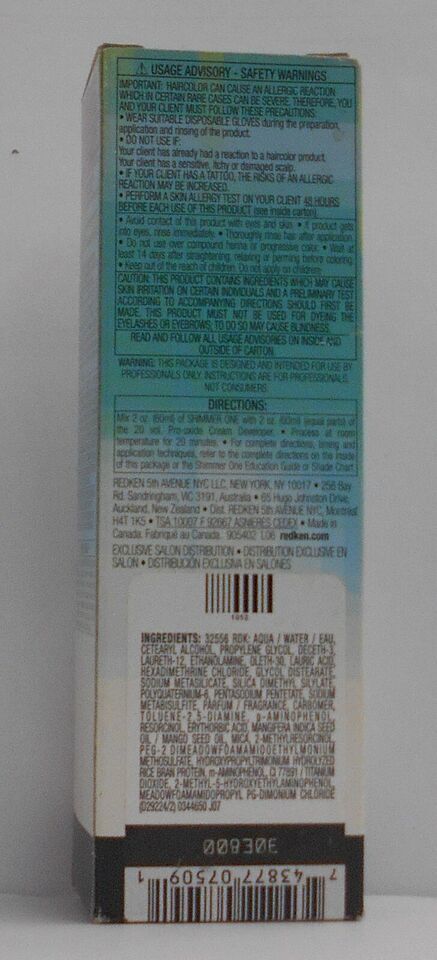 ⚠ USAGE ADVISORY - SAFETY WARNINGS
IMPORTANT: HAIRCOLOR CAN CAUSE AN ALLERGIC REACTION
WHICH IN CERTAIN RARE CASES CAN BE SEVERE. THEREFORE, YOU
AND YOUR CLIENT MUST FOLLOW THESE PRECAUTIONS:
• WEAR SUITABLE DISPOSABLE GLOVES during the preparation,
application and rinsing of the product.
• DO NOT USE IF:
Your client has already had a reaction to a haircolor product.
Your client has a sensitive, itchy or damaged scalp.
• IF YOUR CLIENT HAS A TATTOO, THE RISKS OF AN ALLERGIC
REACTION MAY BE INCREASED.
• PERFORM A SKIN ALLERGY TEST ON YOUR CLIENT 48 HOURS
BEFORE EACH USE OF THIS PRODUCT (see inside carton).
• Avoid contact of this product with eyes and skin. • If product gets
into eyes, rinse immediately. • Thoroughly rinse hair after application.
• Do not use over compound henna or progressive color. • Wait at
least 14 days after straightening, relaxing or perming before coloring.
• Keep out of the reach of children. Do not apply on children.
CAUTION: THIS PRODUCT CONTAINS INGREDIENTS WHICH MAY CAUSE
SKIN IRRITATION ON CERTAIN INDIVIDUALS AND A PRELIMINARY TEST
ACCORDING TO ACCOMPANYING DIRECTIONS SHOULD FIRST BE
MADE. THIS PRODUCT MUST NOT BE USED FOR DYEING THE
EYELASHES OR EYEBROWS; TO DO SO MAY CAUSE BLINDNESS.
READ AND FOLLOW ALL USAGE ADVISORIES ON INSIDE AND
OUTSIDE OF CARTON.
WARNING: THIS PACKAGE IS DESIGNED AND INTENDED FOR USE BY
PROFESSIONALS ONLY. INSTRUCTIONS ARE FOR PROFESSIONALS,
NOT CONSUMERS.
DIRECTIONS:
Mix 2 oz. (60ml) of SHIMMER ONE with 2 oz. (60ml) (equal parts) of
the 20 vol. Pro-oxide Cream Developer. • Process at room
temperature for 20 minutes. • For complete directions, timing and
application techniques, refer to the complete directions on the inside
of this package or the Shimmer One Education Guide or Shade Chart.
REDKEN 5th AVENUE NYC LLC, NEW YORK, NY 10017 • 256 Bay
Rd. Sandringham, VIC 3191, Australia • 65 Hugo Johnston Drive,
Auckland, New Zealand • Dist. REDKEN 5th AVENUE NYC, Montréal
H4T 1K5 • TSA 10007 F 92667 ASNIERES CEDEX • Made in
Canada. Fabriqué au Canada. 905402 L06 redken.com
EXCLUSIVE SALON DISTRIBUTION • DISTRIBUTION EXCLUSIVE EN
SALON • DISTRIBUCIÓN EXCLUSIVA EN SALONES
1052
INGREDIENTS: 32556 RDK: AQUA / WATER / EAU,
CETEARYL ALCOHOL, PROPYLENE GLYCOL, DECETH-3,
LAURETH-12, ETHANOLAMINE, OLETH-30, LAURIC ACID,
HEXADIMETHRINE CHLORIDE, GLYCOL DISTEARATE,
SODIUM METASILICATE, SILICA DIMETHYL SILYLATE,
POLYQUATERNIUM-6, PENTASODIUM PENTETATE, SODIUM
METABISULFITE, PARFUM / FRAGRANCE, CARBOMER,
TOLUENE-2,5-DIAMINE, p-AMINOPHENOL,
RESORCINOL, ERYTHORBIC ACID, MANGIFERA INDICA SEED
OIL / MANGO SEED OIL, MICA, 2-METHYLRESORCINOL,
PEG-2 DIMEADOWFOAMAMIDOETHYLMONIUM
METHOSULFATE, HYDROXYPROPYLTRIMONIUM HYDROLYZED
RICE BRAN PROTEIN, m-AMINOPHENOL, CI 77891 / TITANIUM
DIOXIDE, 2-METHYL-5-HYDROXYETHYLAMINOPHENOL,
MEADOWFOAMAMIDOPROPYL PG-DIMONIUM CHLORIDE
(D29224/2) 0344650 J07
30E800
7 43877 07509 1